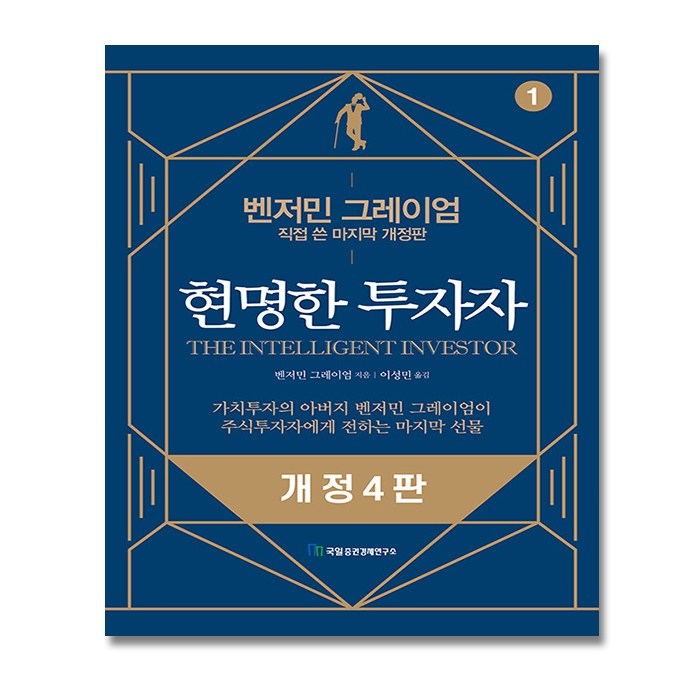 1
벤저민 그레이엄
직접 쓴 마지막 개정판
현명한 투자자
THE INTELLIGENT INVESTOR
벤저민 그레이엄 지음 | 이성민 옮김
가치투자의 아버지 벤저민 그레이엄이
주식투자자에게 전하는 마지막 선물
개정4판
국일증권경제연구소